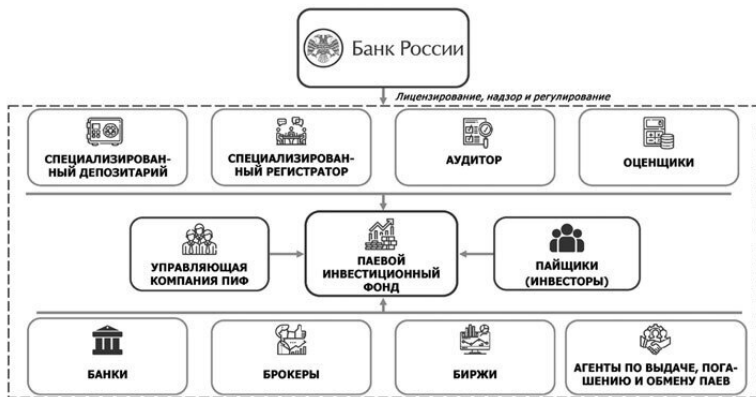 Банк России
Лицензирование, надзор и регулирование
СПЕЦИАЛИЗИРОВАН-
НЫЙ ДЕПОЗИТАРИЙ
СПЕЦИАЛИЗИРОВАН-
НЫЙ РЕГИСТРАТОР
АУДИТОР
ОЦЕНЩИКИ
УПРАВЛЯЮЩАЯ
КОМПАНИЯ ПИФ
ПАЕВОЙ
ИНВЕСТИЦИОННЫЙ
ФОНД
ПАЙЩИКИ
(ИНВЕСТОРЫ)
БАНКИ
БРОКЕРЫ
БИРЖИ
АГЕНТЫ ПО ВЫДАЧЕ, ПОГА-
ШЕНИЮ И ОБМЕНУ ПАЕВ